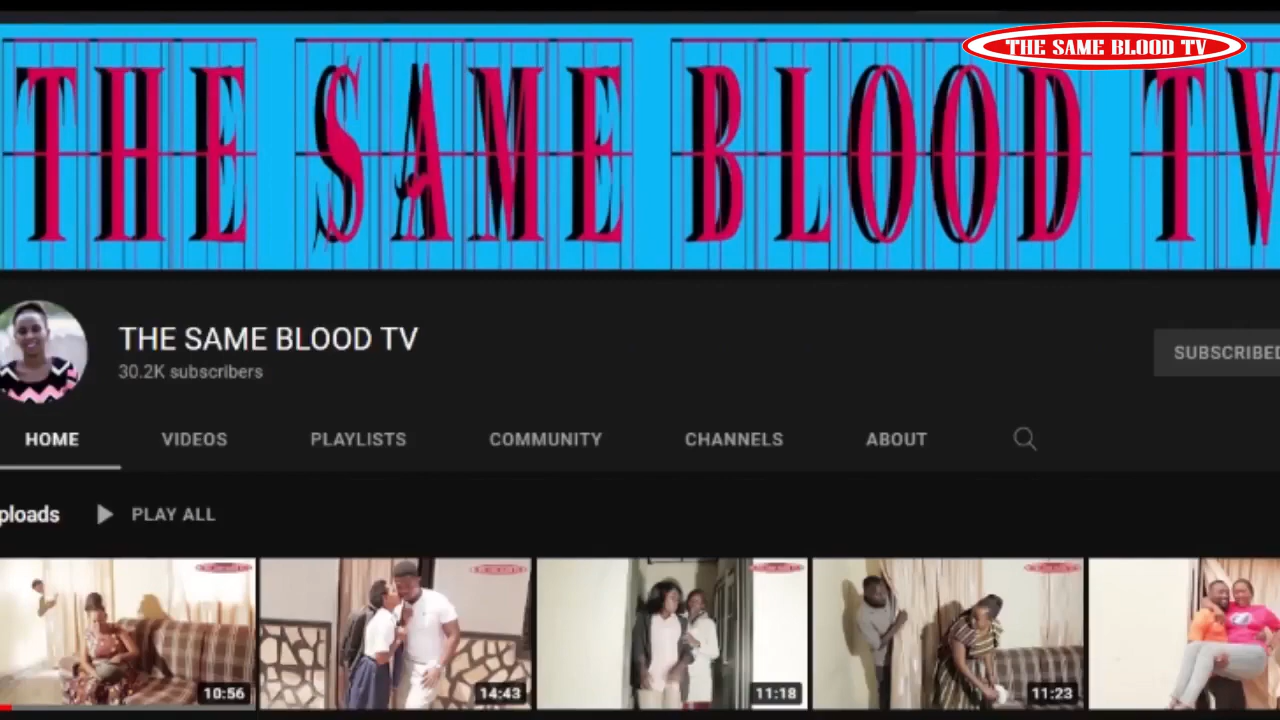 THE SAME BLOOD TV
THE SAME BLOOD TV
THE SAME BLOOD TV
30.2K subscribers
SUBSCRIBED
HOME VIDEOS PLAYLISTS COMMUNITY CHANNELS ABOUT
ploads PLAY ALL
10:56 14:43 11:18 11:23